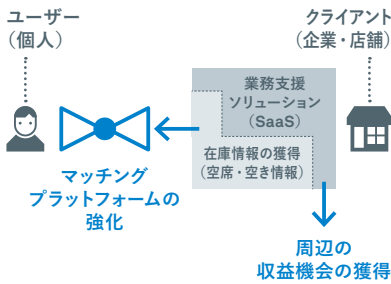 ユーザー
（個人）
クライアント
（企業・店舗）
業務支援
ソリューション
（SaaS）
在庫情報の獲得
（空席・空き情報）
マッチング
プラットフォームの
強化
周辺の
収益機会の獲得